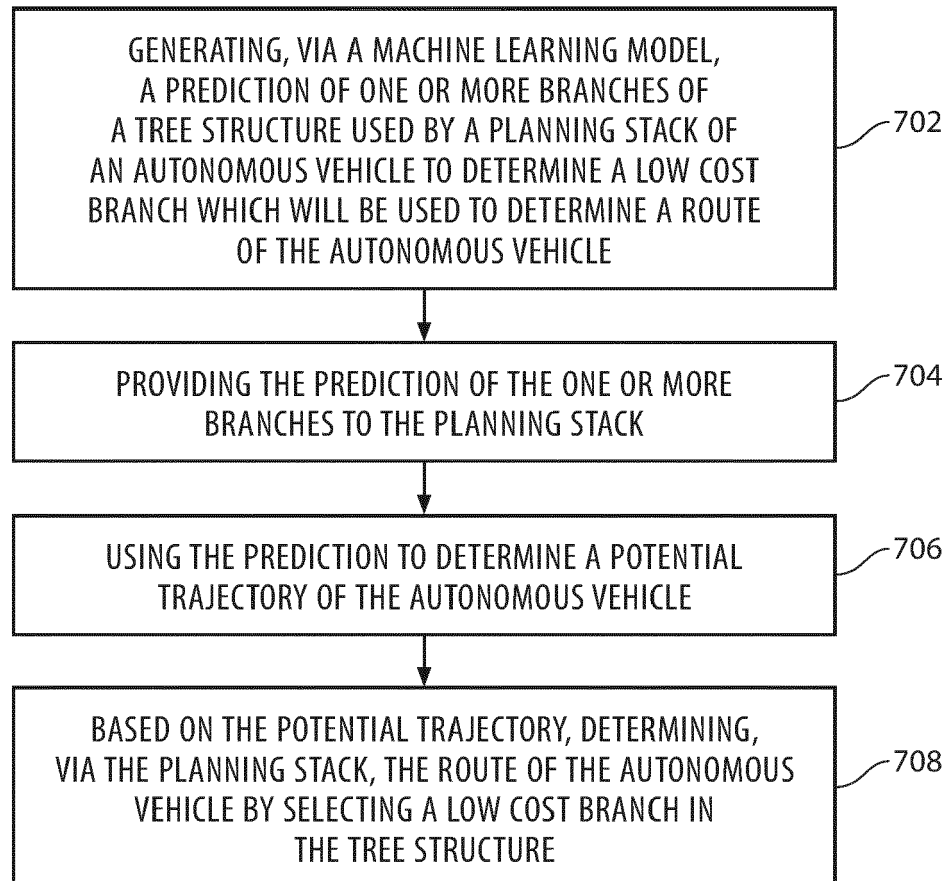 GENERATING, VIA A MACHINE LEARNING MODEL,
A PREDICTION OF ONE OR MORE BRANCHES OF
A TREE STRUCTURE USED BY A PLANNING STACK OF
AN AUTONOMOUS VEHICLE TO DETERMINE A LOW COST
BRANCH WHICH WILL BE USED TO DETERMINE A ROUTE
OF THE AUTONOMOUS VEHICLE
702
PROVIDING THE PREDICTION OF THE ONE OR MORE
BRANCHES TO THE PLANNING STACK
704
USING THE PREDICTION TO DETERMINE A POTENTIAL
TRAJECTORY OF THE AUTONOMOUS VEHICLE
706
BASED ON THE POTENTIAL TRAJECTORY, DETERMINING,
VIA THE PLANNING STACK, THE ROUTE OF THE AUTONOMOUS
VEHICLE BY SELECTING A LOW COST BRANCH IN
THE TREE STRUCTURE
708